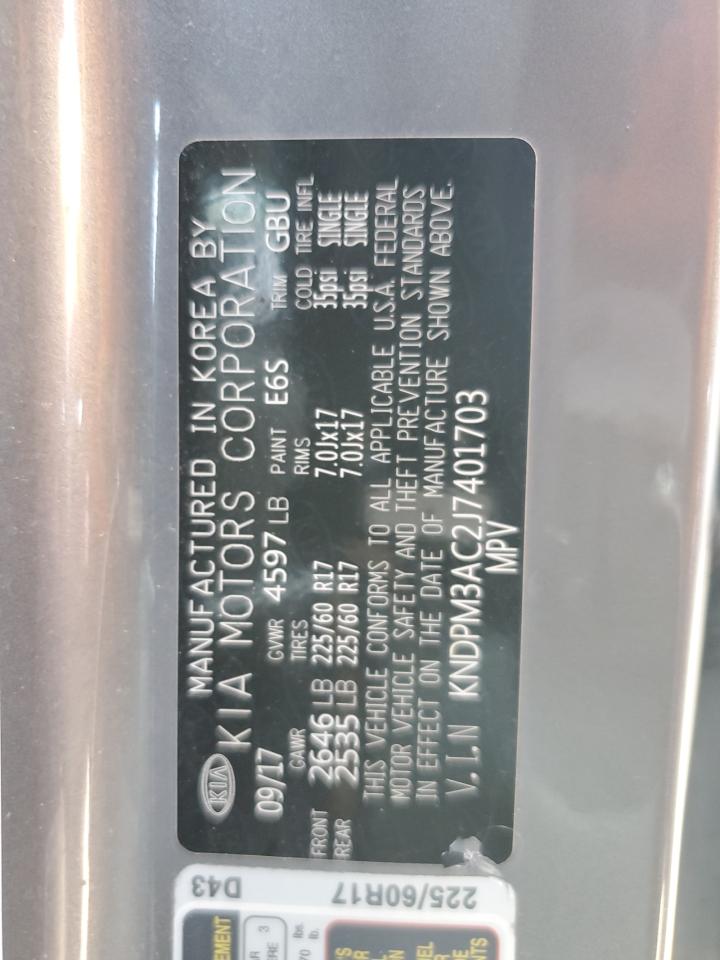 KIA
MANUFACTURED IN KOREA BY
KIA MOTORS CORPORATION
09/17 GVWR 4597 LB PAINT E6S TRIM GBU
GAWR TIRES RIMS COLD TIRE INFL
FRONT 2646 LB 225/60 R17 7.0Jx17 35psi SINGLE
REAR 2535 LB 225/60 R17 7.0Jx17 35psi SINGLE
THIS VEHICLE CONFORMS TO ALL APPLICABLE U.S.A. FEDERAL
MOTOR VEHICLE SAFETY AND THEFT PREVENTION STANDARDS
IN EFFECT ON THE DATE OF MANUFACTURE SHOWN ABOVE.
V.I.N KNDPM3AC2J7401703
MPV
225/60R17
D43